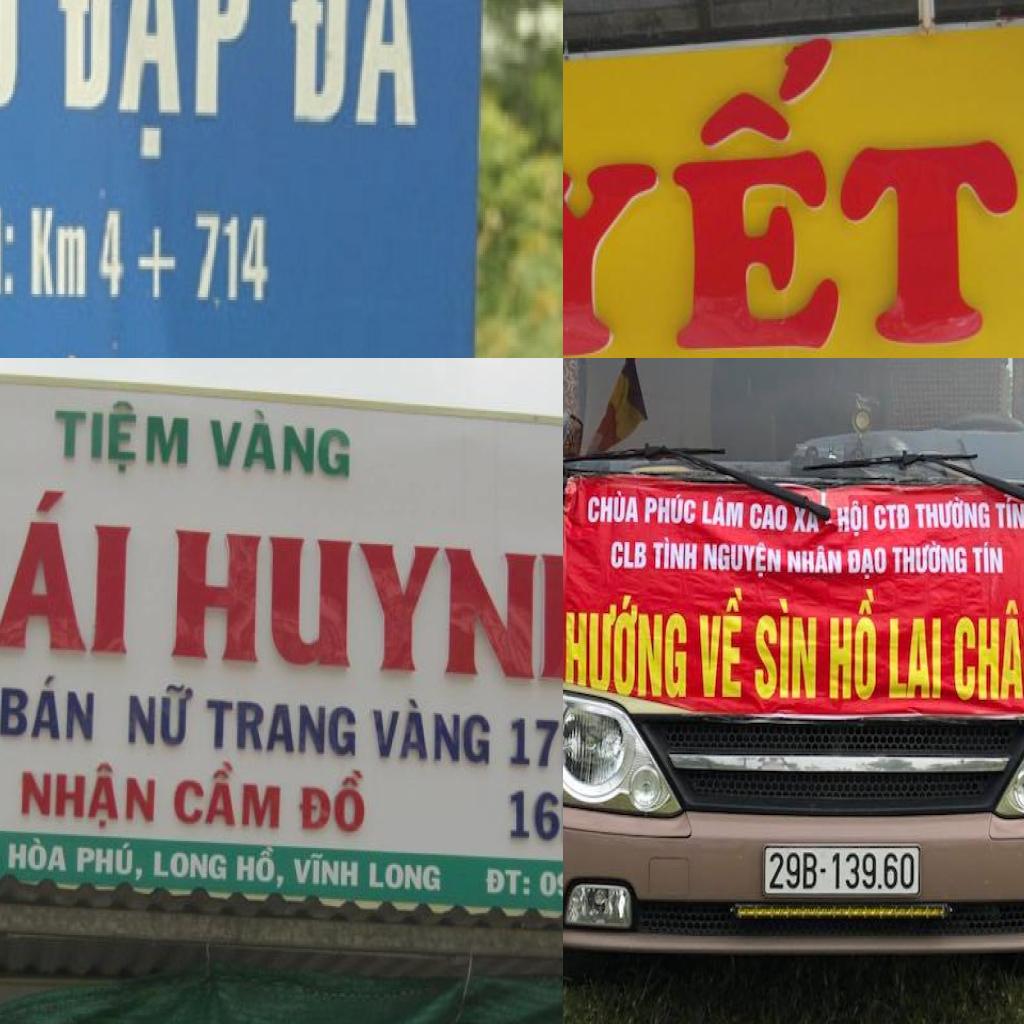 ĐẠP ĐÁ
: Km 4 + 714
YẾT
TIỆM VÀNG
ÁI HUYN
BÁN NỮ TRANG VÀNG 17
NHẬN CẦM ĐỒ 16
HÒA PHÚ, LONG HỒ, VĨNH LONG ĐT: 09
CHÙA PHÚC LÂM CAO XÁ - HỘI CTĐ THƯỜNG TÍN
CLB TÌNH NGUYỆN NHÂN ĐẠO THƯỜNG TÍN
HƯỚNG VỀ SÌN HỒ LAI CHÂ
29B-139.60